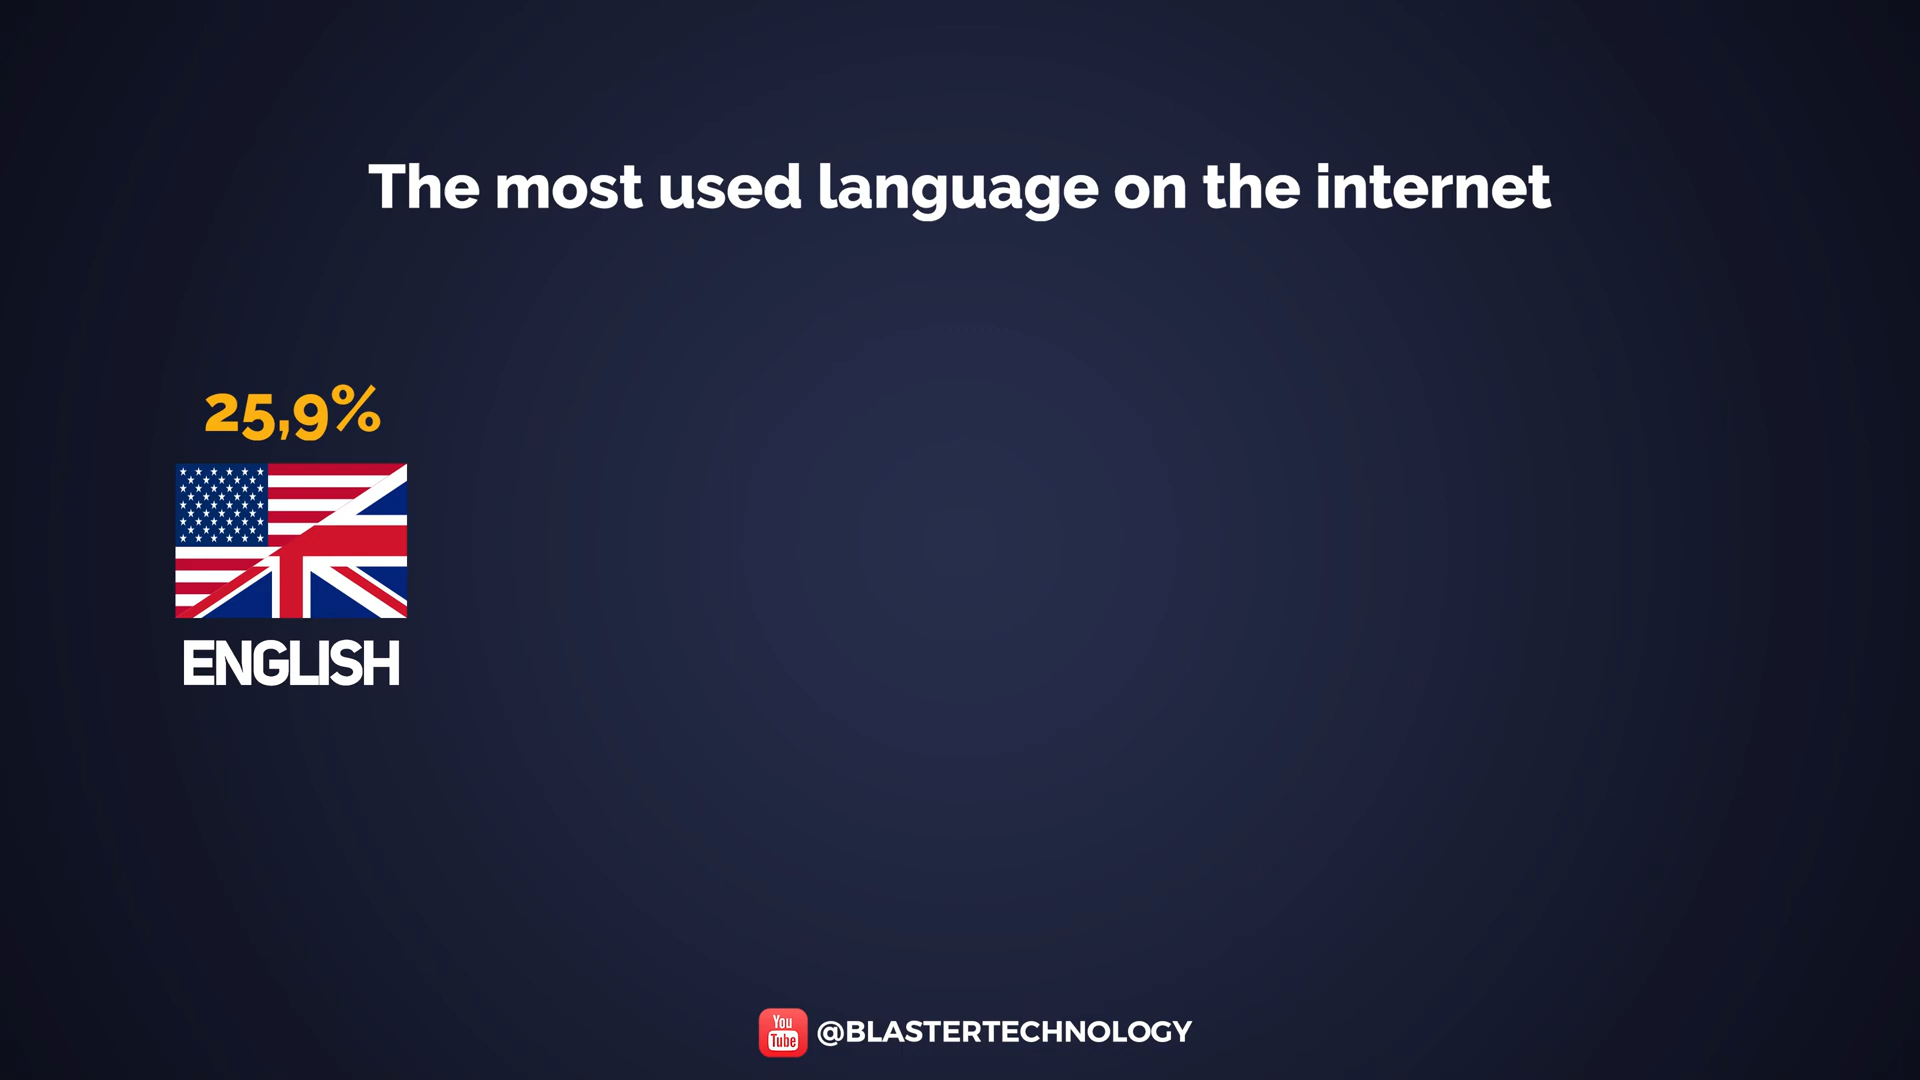 The most used language on the internet
25,9%
ENGLISH
You
Tube
@BLASTERTECHNOLOGY